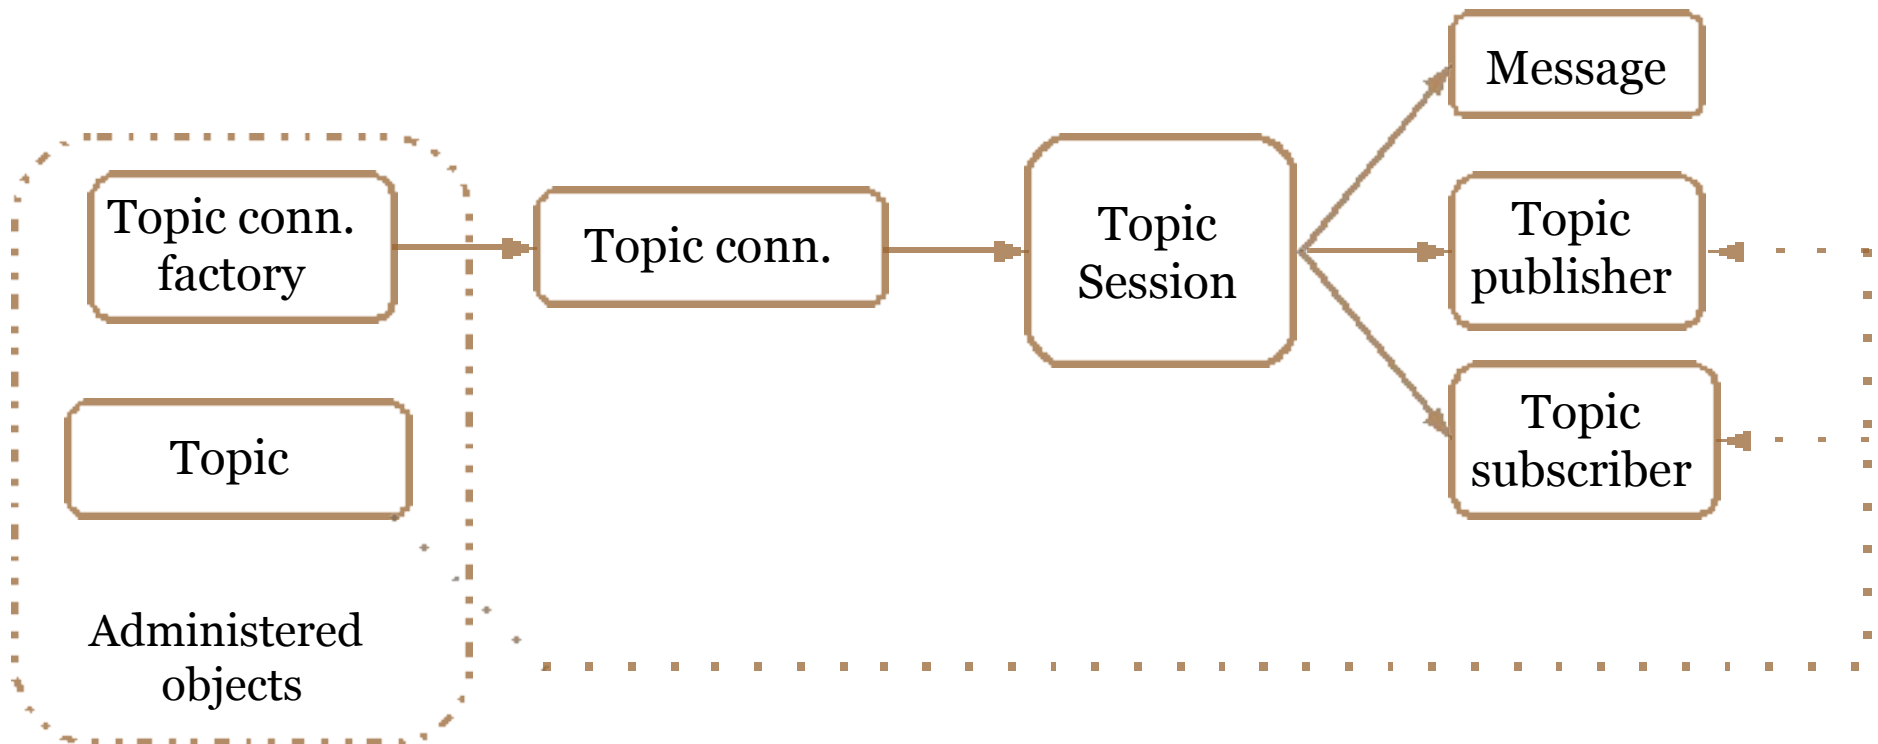 Topic conn.
factory
Topic
Administered
objects
Topic conn.
Topic
Session
Message
Topic
publisher
Topic
subscriber